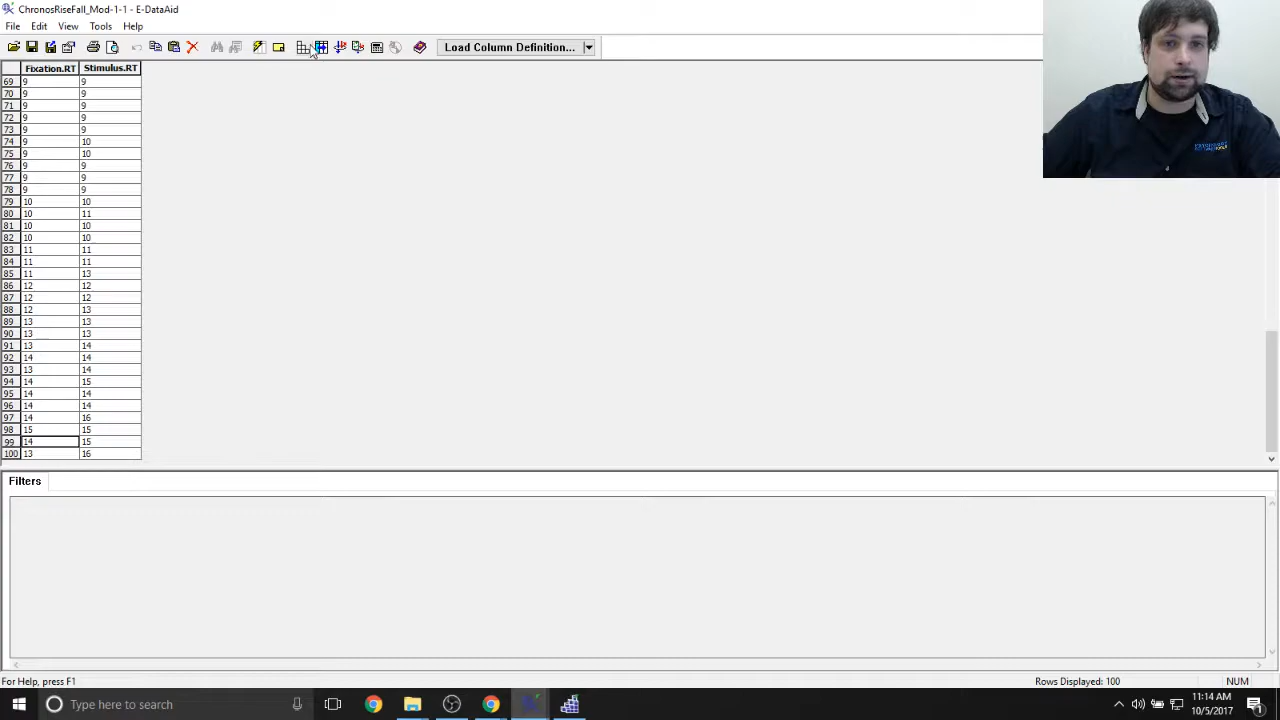 ChronosRiseFall_Mod-1-1 - E-DataAid
File Edit View Tools Help
Load Column Definition...
Fixation.RT Stimulus.RT
69 9 9
70 9 9
71 9 9
72 9 9
73 9 9
74 9 10
75 9 10
76 9 9
77 9 9
78 9 9
79 10 10
80 10 11
81 10 10
82 10 10
83 11 11
84 11 11
85 11 13
86 12 12
87 12 12
88 12 13
89 13 13
90 13 13
91 13 14
92 14 14
93 13 14
94 14 15
95 14 14
96 14 14
97 14 16
98 15 15
99 14 15
100 13 16
Filters
For Help, press F1
Rows Displayed: 100
NUM
Type here to search
11:14 AM
10/5/2017
1